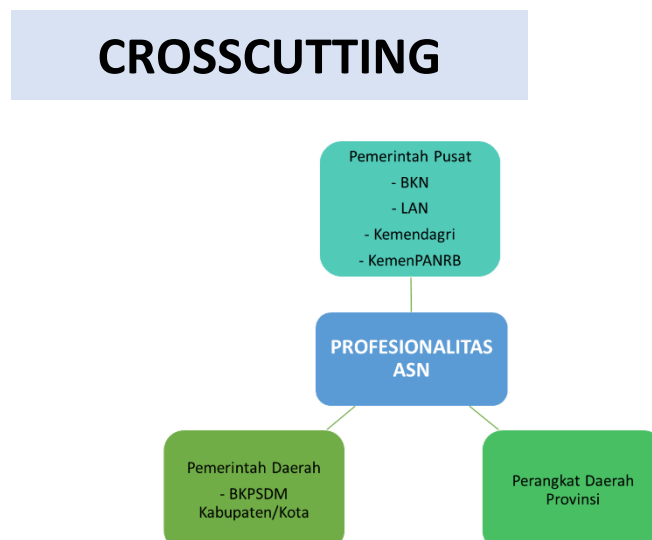 CROSSCUTTING
Pemerintah Pusat
- BKN
- LAN
- Kemendagri
- KemenPANRB
PROFESIONALITAS
ASN
Pemerintah Daerah
- BKPSDM
Kabupaten/Kota
Perangkat Daerah
Provinsi